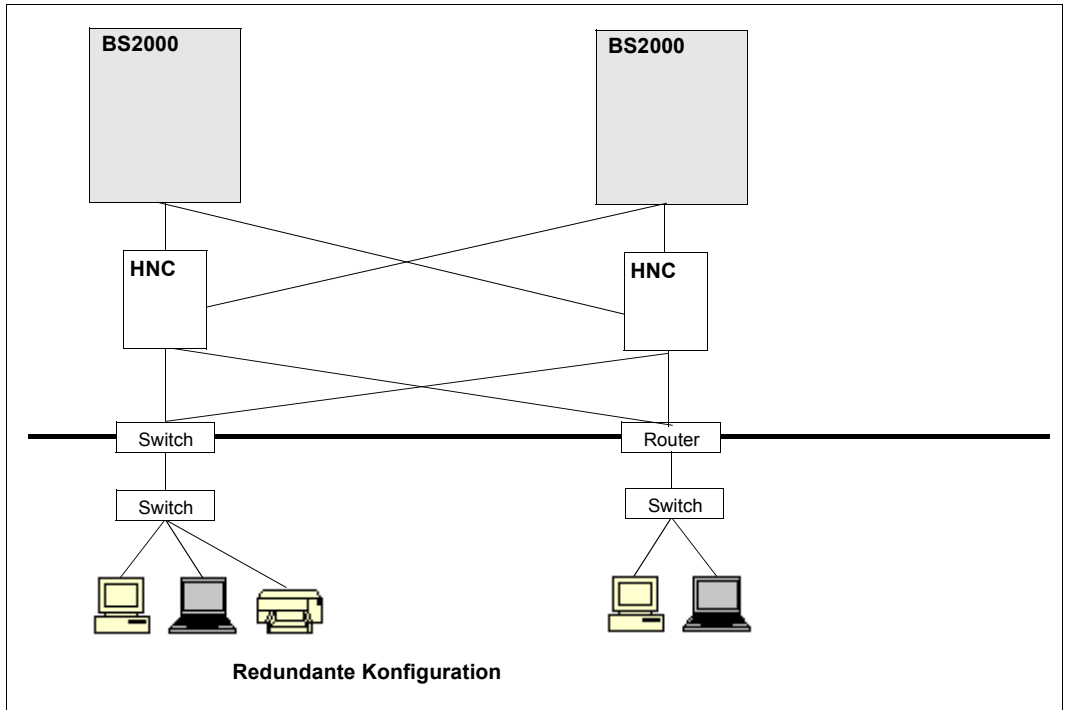 BS2000
BS2000
HNC
HNC
Switch
Router
Switch
Switch
Redundante Konfiguration